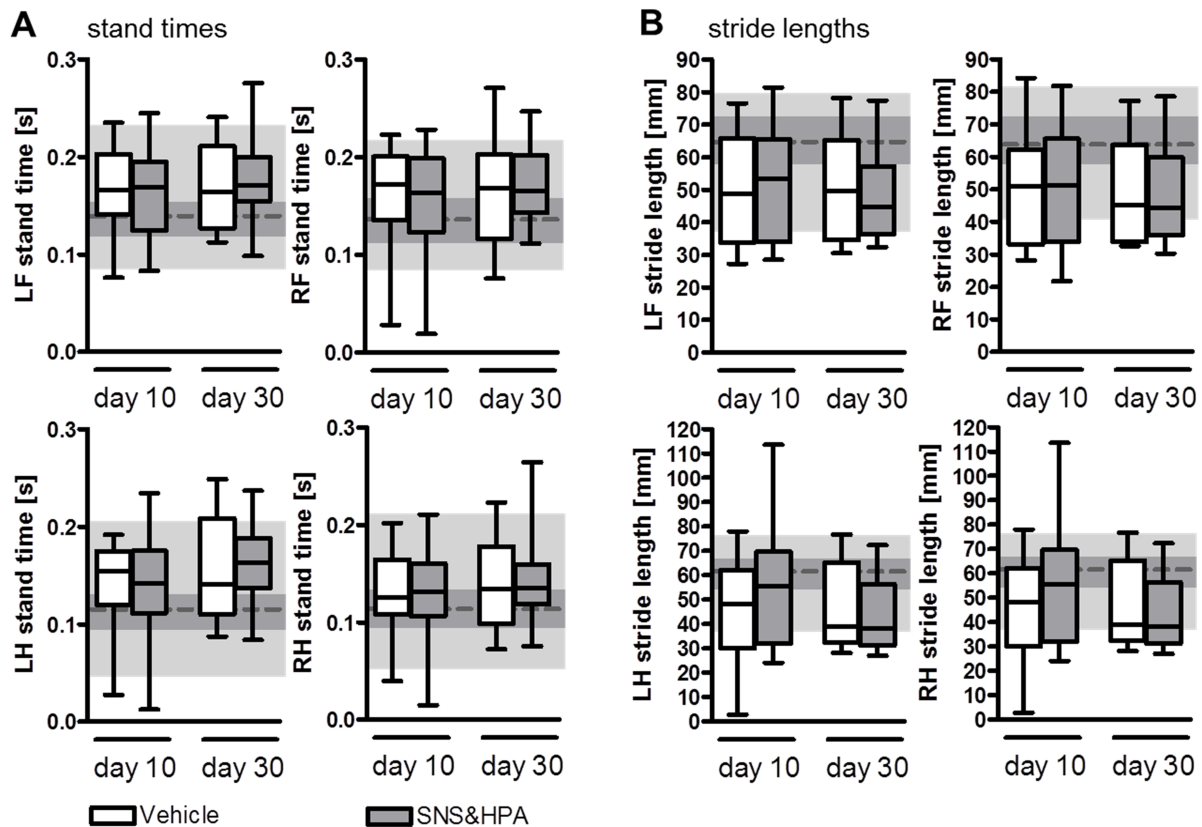 A
stand times
LF stand time [s]
0.3
0.2
0.1
0.0
day 10
day 30
RF stand time [s]
0.3
0.2
0.1
0.0
day 10
day 30
LH stand time [s]
0.3
0.2
0.1
0.0
day 10
day 30
RH stand time [s]
0.3
0.2
0.1
0.0
day 10
day 30
B
stride lengths
LF stride length [mm]
90
80
70
60
50
40
30
20
10
0
day 10
day 30
RF stride length [mm]
90
80
70
60
50
40
30
20
10
0
day 10
day 30
LH stride length [mm]
120
110
100
90
80
70
60
50
40
30
20
10
0
day 10
day 30
RH stride length [mm]
120
110
100
90
80
70
60
50
40
30
20
10
0
day 10
day 30
Vehicle
SNS&HPA